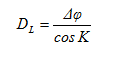 D_L = Δφ / cos K